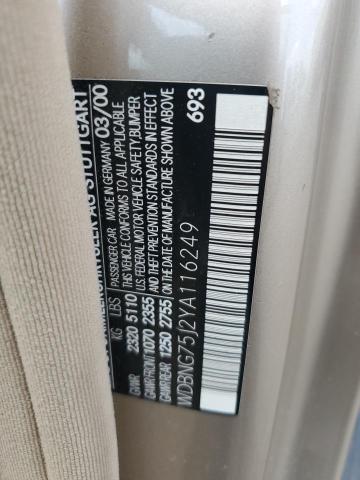 AG STUTTGART
PASSENGER CAR MADE IN GERMANY 03/00
THIS VEHICLE CONFORMS TO ALL APPLICABLE
U.S. FEDERAL MOTOR VEHICLE SAFETY, BUMPER
AND THEFT PREVENTION STANDARDS IN EFFECT
ON THE DATE OF MANUFACTURE SHOWN ABOVE
KG LBS
GVWR 2320 5110
GAWR FRONT 1070 2355
GAWR REAR 1250 2755
693
WDBNG75J2YA116249